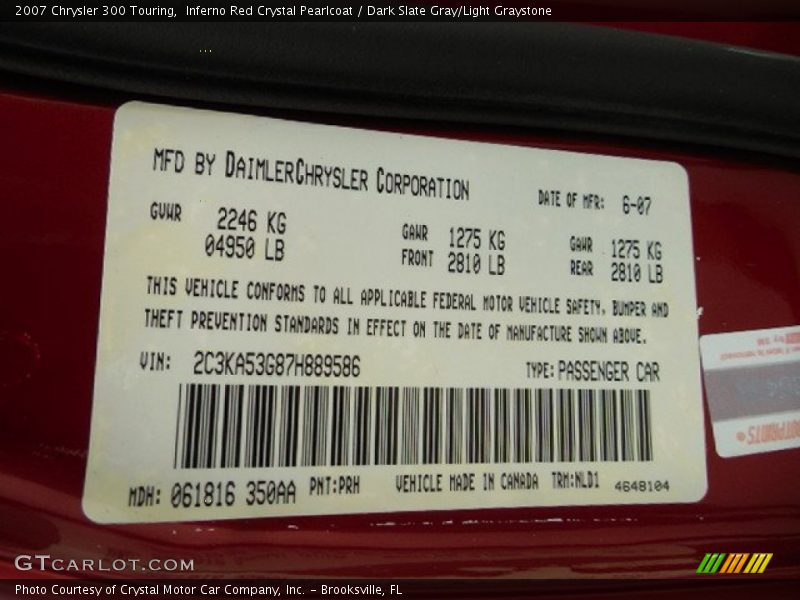 2007 Chrysler 300 Touring,  Inferno Red Crystal Pearlcoat / Dark Slate Gray/Light Graystone
MFD BY DAIMLERCHRYSLER CORPORATION
DATE OF MFR: 6-07
GVWR 2246 KG
04950 LB
GAWR 1275 KG
FRONT 2810 LB
GAWR 1275 KG
REAR 2810 LB
THIS VEHICLE CONFORMS TO ALL APPLICABLE FEDERAL MOTOR VEHICLE SAFETY, BUMPER AND
THEFT PREVENTION STANDARDS IN EFFECT ON THE DATE OF MANUFACTURE SHOWN ABOVE.
VIN: 2C3KA53G87H889586
TYPE: PASSENGER CAR
MDH: 061816 350AA PNT:PRH VEHICLE MADE IN CANADA TRM:NLD1 4648104
GTCARLOT.COM
Photo Courtesy of Crystal Motor Car Company, Inc. – Brooksville, FL